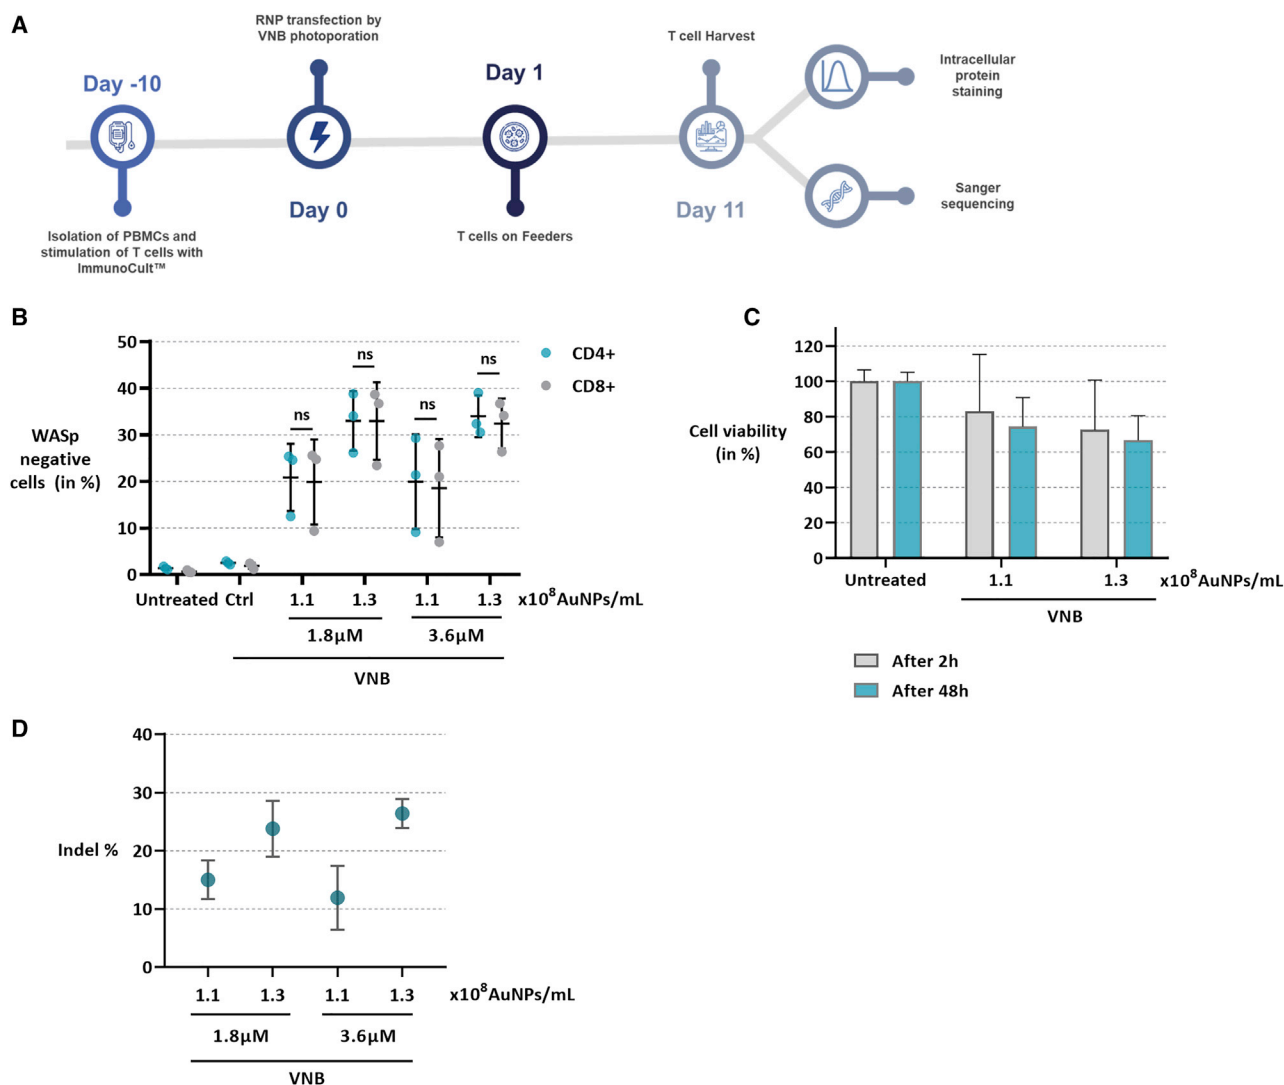 A
RNP transfection by
VNB photoporation
T cell Harvest
Intracellular
protein
staining
Day -10
Day 1
Day 0
Day 11
Sanger
sequencing
Isolation of PBMCs and
stimulation of T cells with
ImmunoCult™
T cells on Feeders
B
WASp
negative
cells (in %)
50
40
30
20
10
0
ns
ns
ns
ns
CD4+
CD8+
Untreated
Ctrl
1.1
1.3
1.1
1.3
x10⁸AuNPs/mL
1.8µM
3.6µM
VNB
C
Cell viability
(in %)
120
100
80
60
40
20
0
Untreated
1.1
1.3
x10⁸AuNPs/mL
VNB
After 2h
After 48h
D
Indel %
40
30
20
10
0
1.1
1.3
1.1
1.3
x10⁸AuNPs/mL
1.8µM
3.6µM
VNB